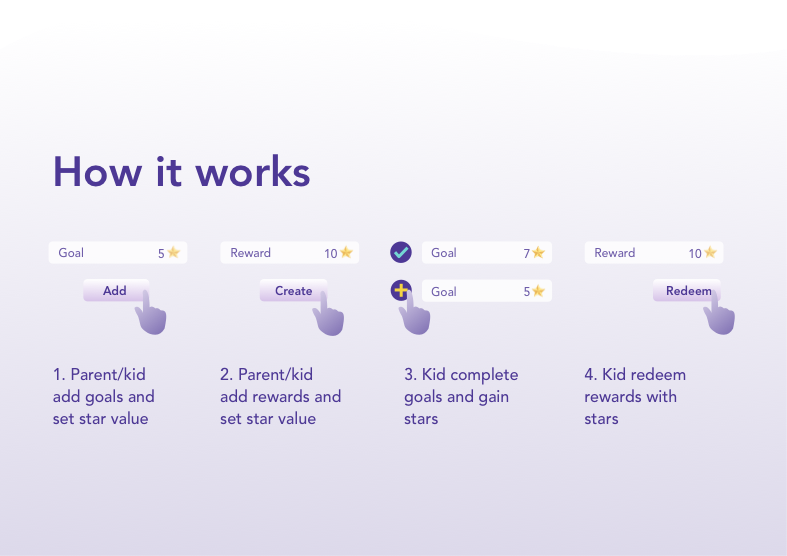 How it works
Goal 5
Add
1. Parent/kid
add goals and
set star value
Reward 10
Create
2. Parent/kid
add rewards and
set star value
Goal 7
Goal 5
3. Kid complete
goals and gain
stars
Reward 10
Redeem
4. Kid redeem
rewards with
stars